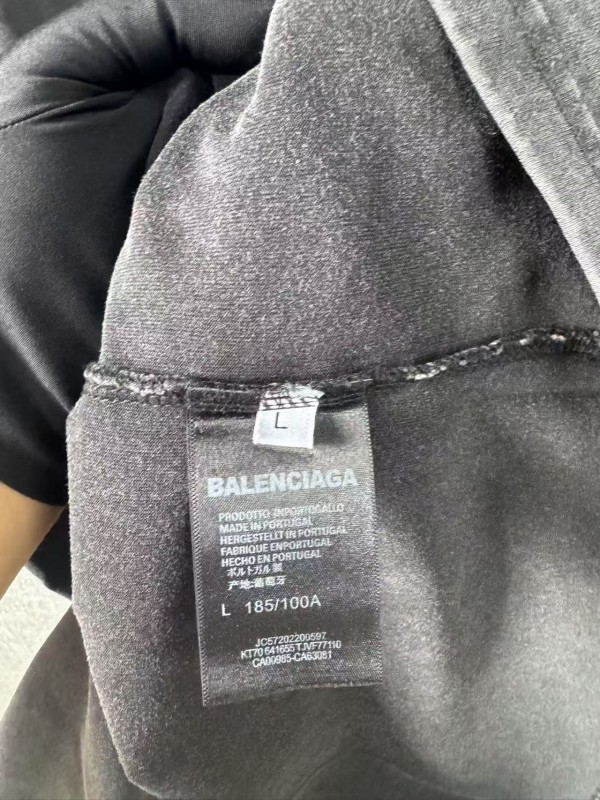 L
BALENCIAGA
PRODOTTO INPORTOGALLO
MADE IN PORTUGAL
HERGESTELLT IN PORTUGAL
FABRIQUE ENPORTUGAL
HECHO EN PORTUGAL
ポルトガル製
产地:葡萄牙
L 185/100A
JC57202200597
KT70 641655 TJVF77110
CA00985-CA63081